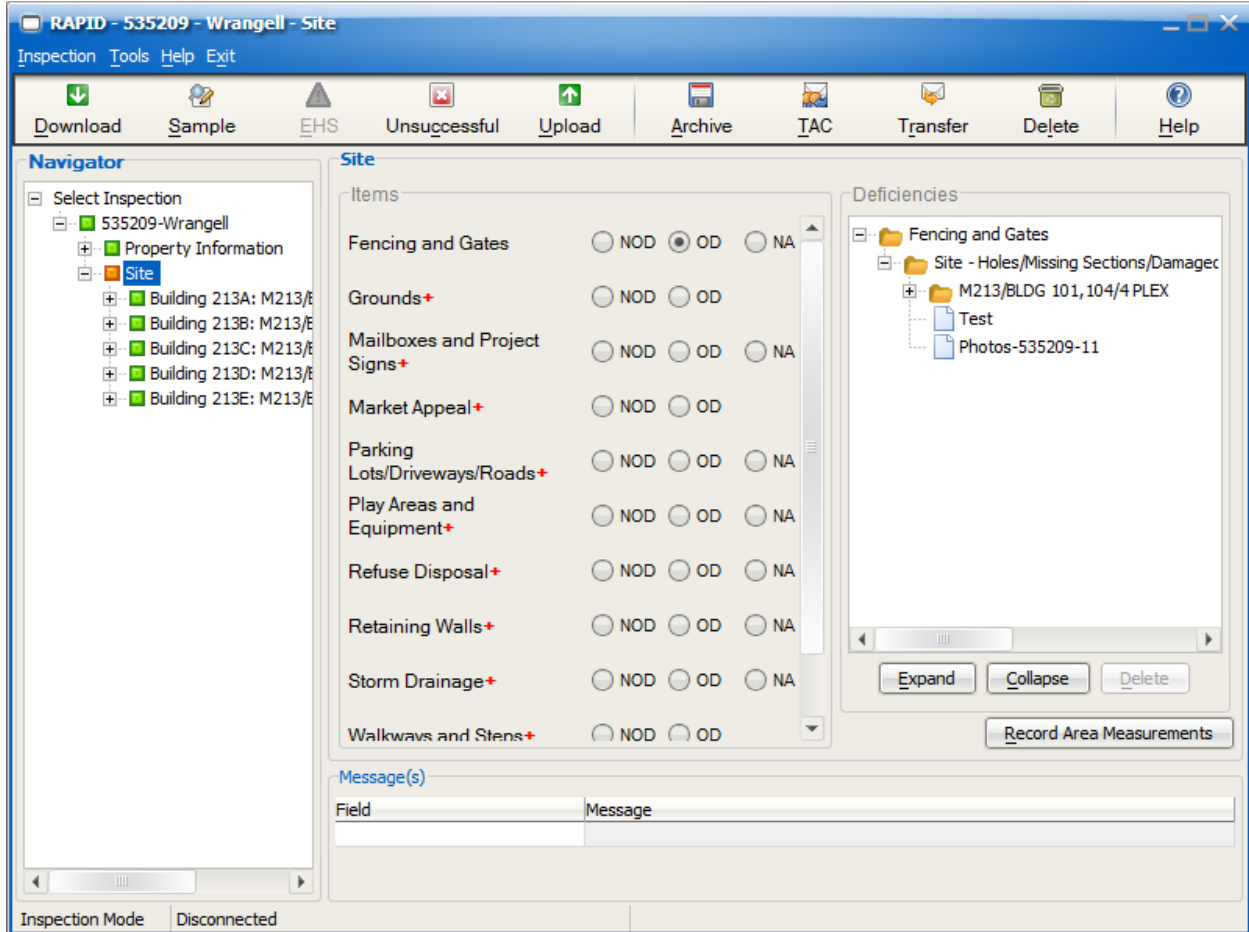 RAPID - 535209 - Wrangell - Site
Inspection Tools Help Exit
Download Sample EHS Unsuccessful Upload Archive TAC Transfer Delete Help
Navigator
Select Inspection
535209-Wrangell
Property Information
Site
Building 213A: M213/
Building 213B: M213/
Building 213C: M213/
Building 213D: M213/
Building 213E: M213/
Site
Items
Fencing and Gates NOD OD NA
Grounds+ NOD OD
Mailboxes and Project
Signs+ NOD OD NA
Market Appeal+ NOD OD
Parking
Lots/Driveways/Roads+ NOD OD NA
Play Areas and
Equipment+ NOD OD NA
Refuse Disposal+ NOD OD NA
Retaining Walls+ NOD OD NA
Storm Drainage+ NOD OD NA
Walkways and Steps+ NOD OD
Deficiencies
Fencing and Gates
Site - Holes/Missing Sections/Damaged
M213/BLDG 101,104/4 PLEX
Test
Photos-535209-11
Expand Collapse Delete
Record Area Measurements
Message(s)
Field Message
Inspection Mode Disconnected